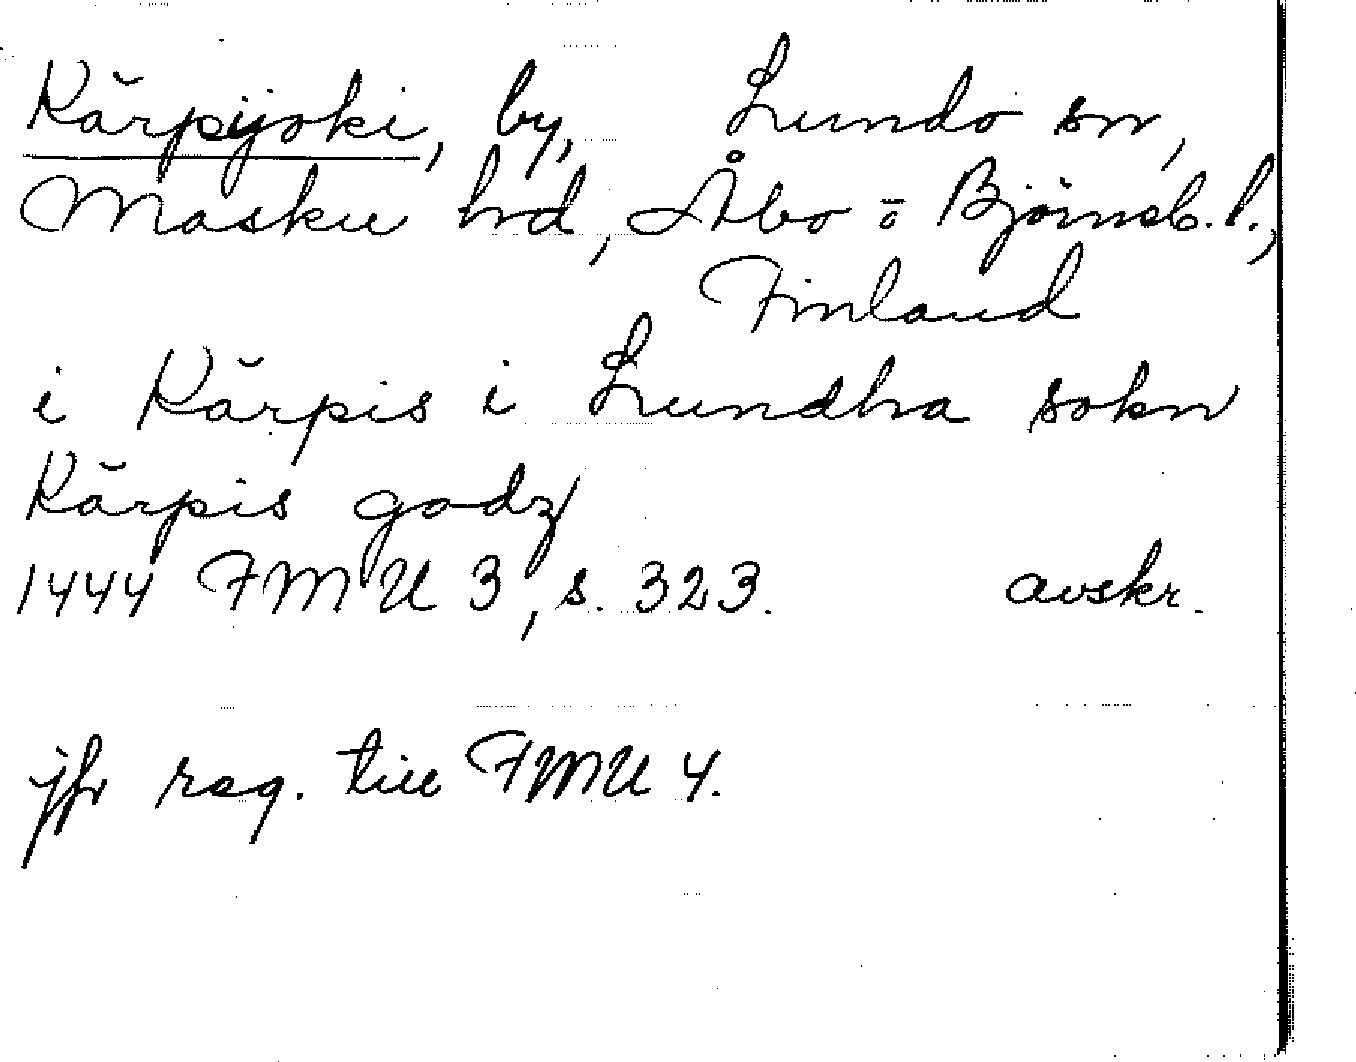 Kärpijoki, by, Lundo sn,
Masku hd, Åbo o Björneb. l.,
Finland
i Kärpis i Lundha sokn
Kärpis godz
1444 FMU 3, s. 323. avskr.
jfr reg. till FMU 4.